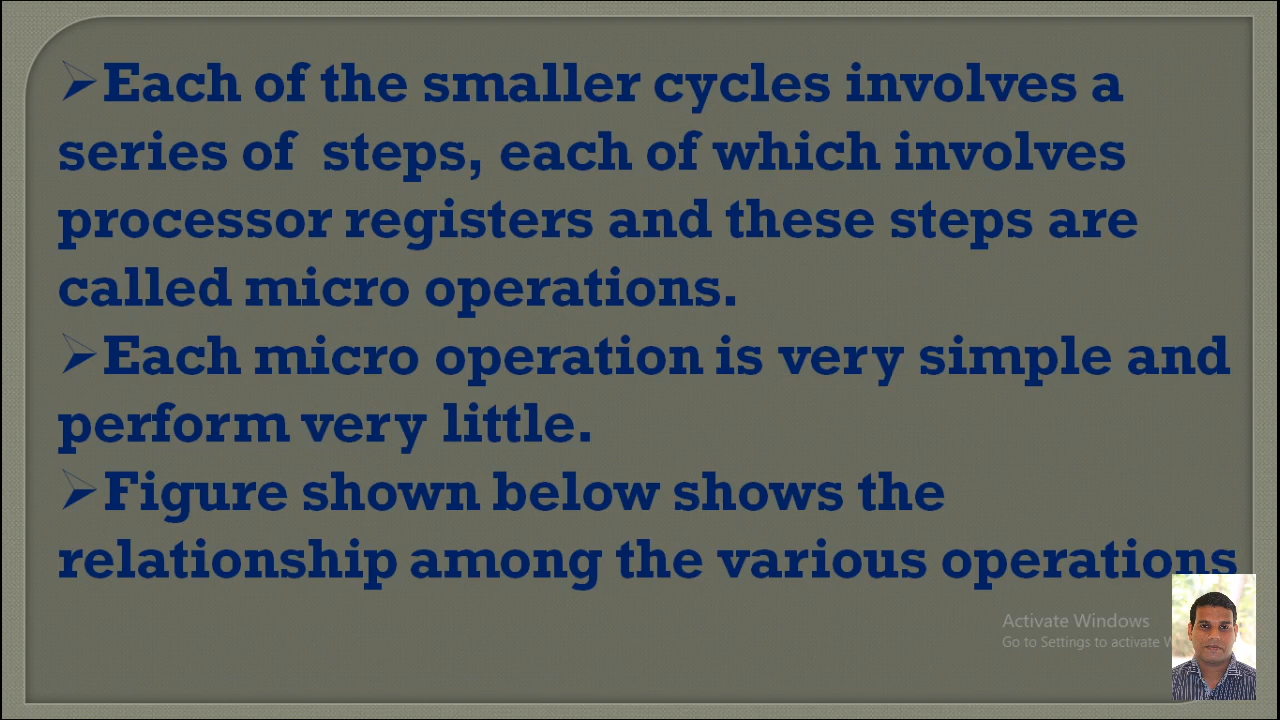 ➢Each of the smaller cycles involves a
series of steps, each of which involves
processor registers and these steps are
called micro operations.
➢Each micro operation is very simple and
perform very little.
➢Figure shown below shows the
relationship among the various operations
Activate Windows
Go to Settings to activate